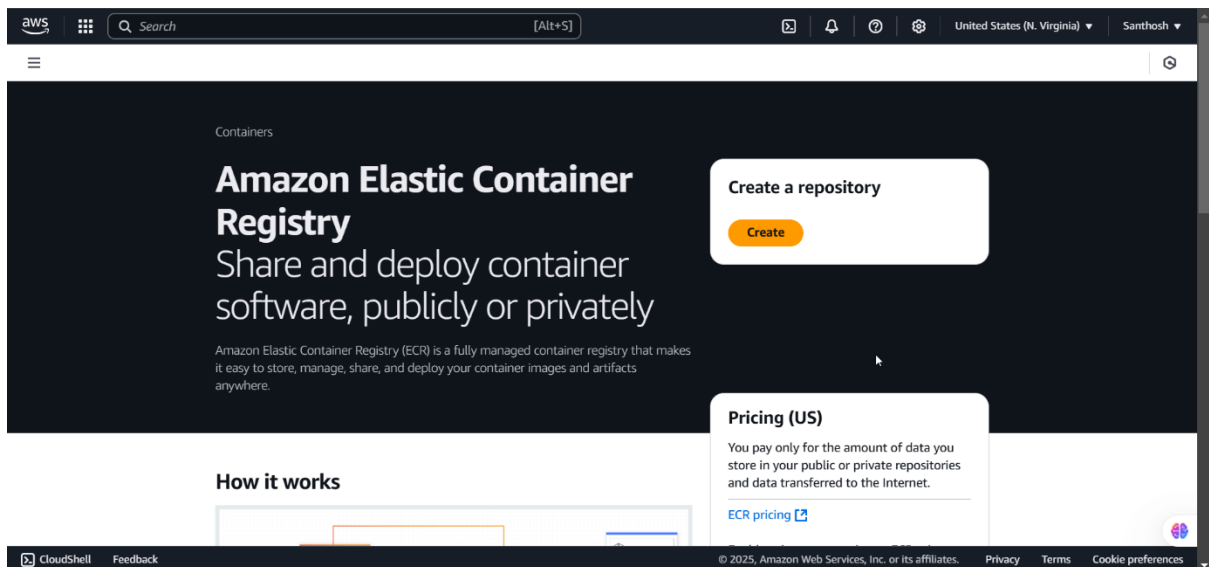 aws
Search [Alt+S]
United States (N. Virginia) ▼
Santhosh ▼
Containers
Amazon Elastic Container
Registry
Share and deploy container
software, publicly or privately
Amazon Elastic Container Registry (ECR) is a fully managed container registry that makes
it easy to store, manage, share, and deploy your container images and artifacts
anywhere.
Create a repository
Create
Pricing (US)
You pay only for the amount of data you
store in your public or private repositories
and data transferred to the Internet.
ECR pricing
How it works
CloudShell Feedback
© 2025, Amazon Web Services, Inc. or its affiliates. Privacy Terms Cookie preferences